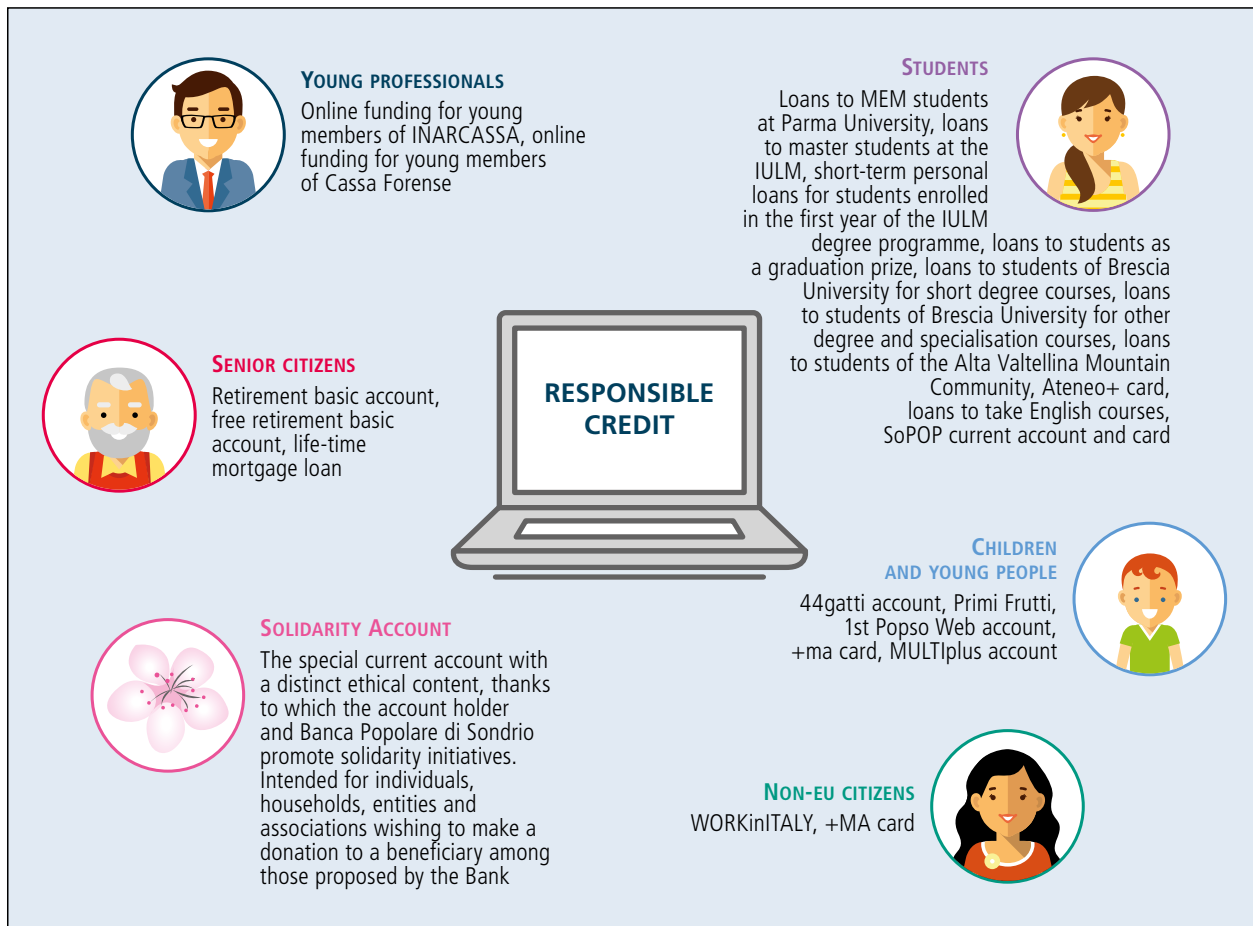 YOUNG PROFESSIONALS
Online funding for young
members of INARCASSA, online
funding for young members
of Cassa Forense
STUDENTS
Loans to MEM students
at Parma University, loans
to master students at the
IULM, short-term personal
loans for students enrolled
in the first year of the IULM
degree programme, loans to students as
a graduation prize, loans to students of Brescia
University for short degree courses, loans
to students of Brescia University for other
degree and specialisation courses, loans
to students of the Alta Valtellina Mountain
Community, Ateneo+ card,
loans to take English courses,
SoPOP current account and card
SENIOR CITIZENS
Retirement basic account,
free retirement basic
account, life-time
mortgage loan
RESPONSIBLE
CREDIT
CHILDREN
AND YOUNG PEOPLE
44gatti account, Primi Frutti,
1st Popso Web account,
+ma card, MULTIplus account
SOLIDARITY ACCOUNT
The special current account with
a distinct ethical content, thanks
to which the account holder
and Banca Popolare di Sondrio
promote solidarity initiatives.
Intended for individuals,
households, entities and
associations wishing to make a
donation to a beneficiary among
those proposed by the Bank
NON-EU CITIZENS
WORKinITALY, +MA card